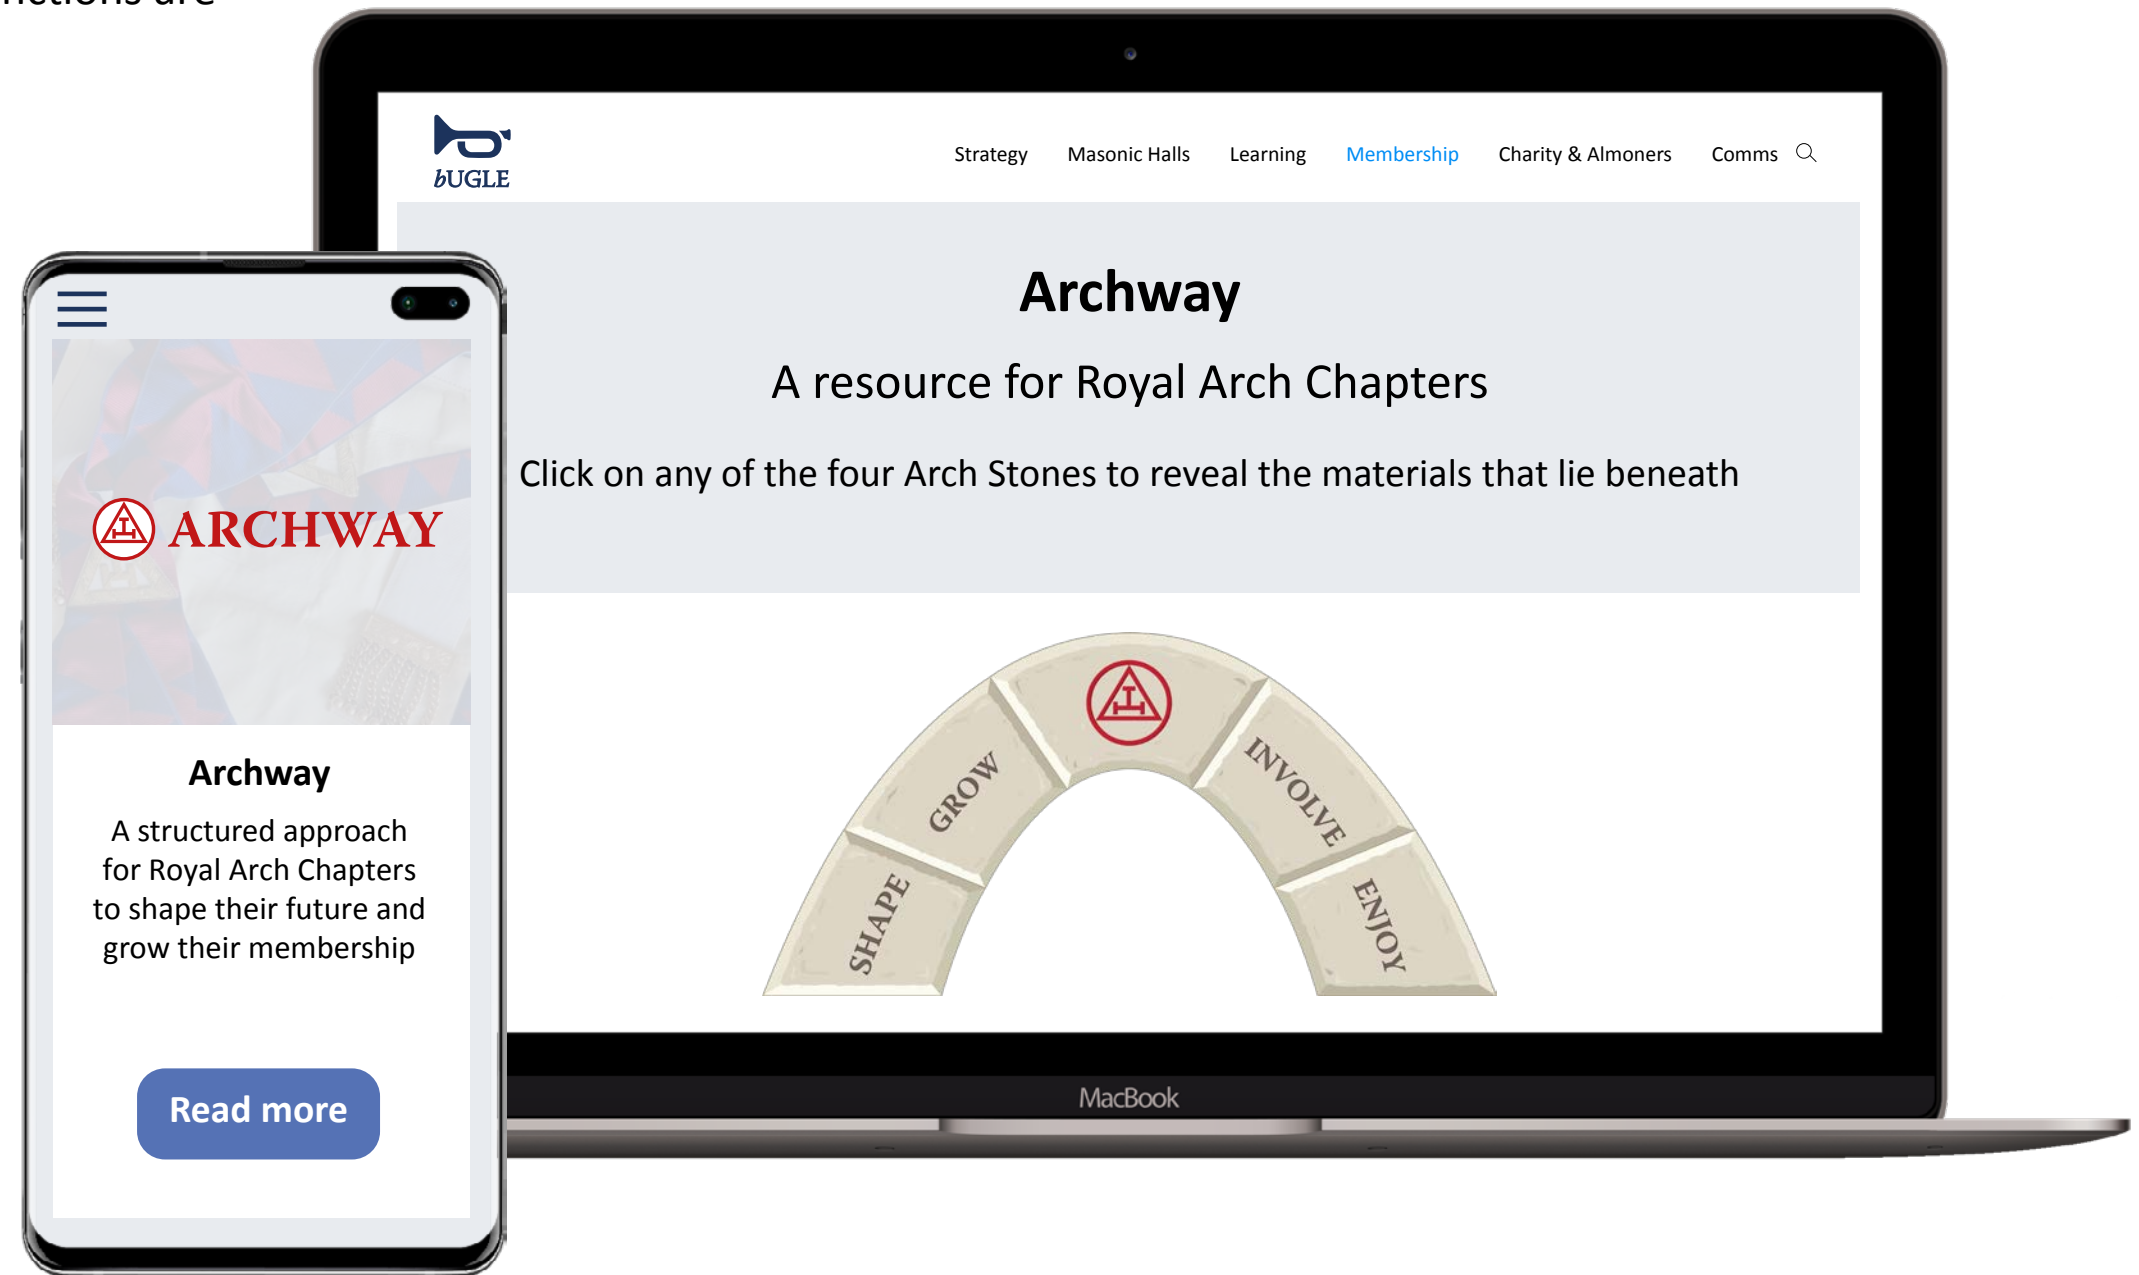 nctions are
bUGLE
Strategy Masonic Halls Learning Membership Charity & Almoners Comms
Archway
A resource for Royal Arch Chapters
Click on any of the four Arch Stones to reveal the materials that lie beneath
SHAPE
GROW
INVOLVE
ENJOY
MacBook
ARCHWAY
Archway
A structured approach
for Royal Arch Chapters
to shape their future and
grow their membership
Read more